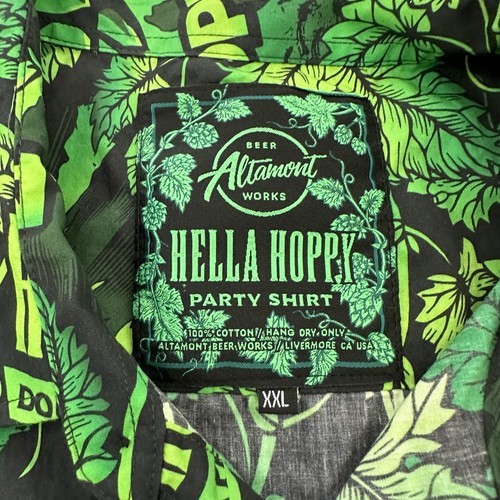 BEER
Altamont
WORKS
HELLA HOPPY
PARTY SHIRT
100% COTTON // HANG DRY ONLY
ALTAMONT BEER WORKS // LIVERMORE CA USA
XXL
DO